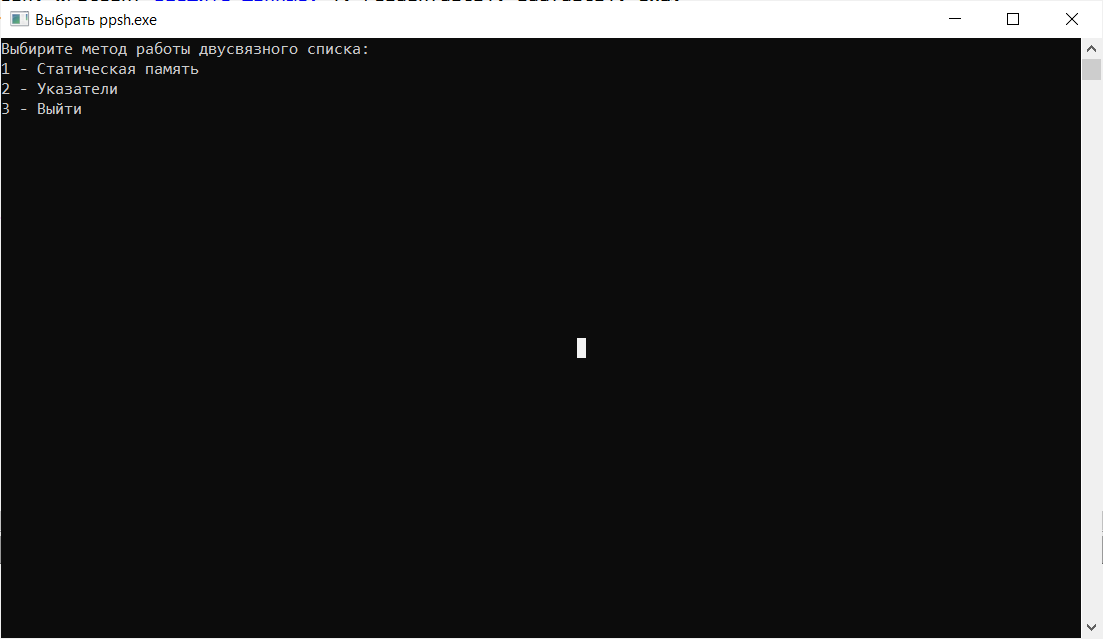 Выбрать ppsh.exe
Выбирите метод работы двусвязного списка:
1 - Статическая память
2 - Указатели
3 - Выйти